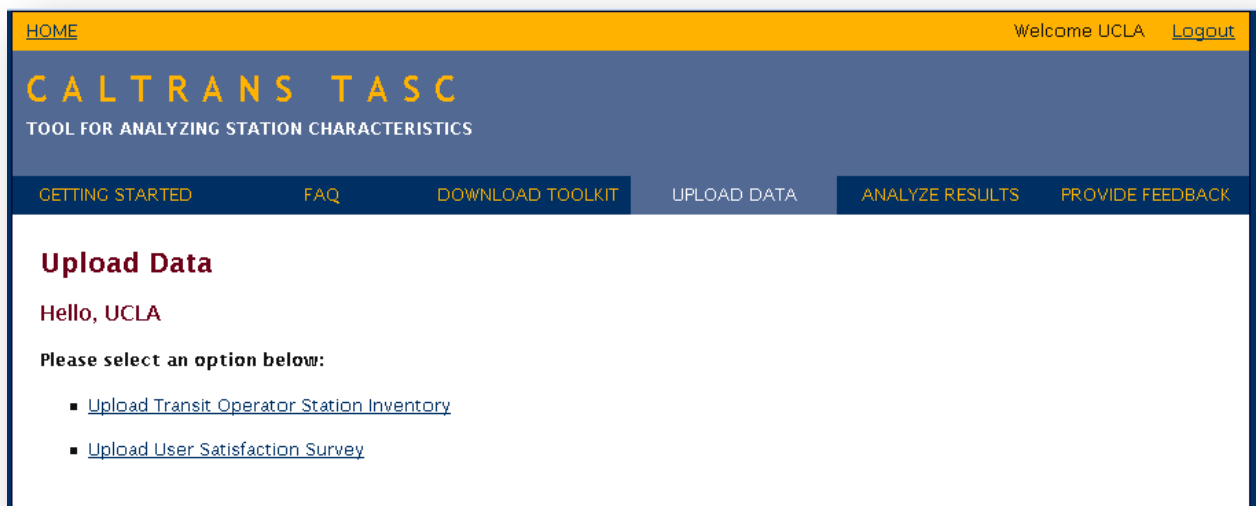 HOME Welcome UCLA Logout
CALTRANS TASC
TOOL FOR ANALYZING STATION CHARACTERISTICS
GETTING STARTED FAQ DOWNLOAD TOOLKIT UPLOAD DATA ANALYZE RESULTS PROVIDE FEEDBACK
Upload Data
Hello, UCLA
Please select an option below:
Upload Transit Operator Station Inventory
Upload User Satisfaction Survey